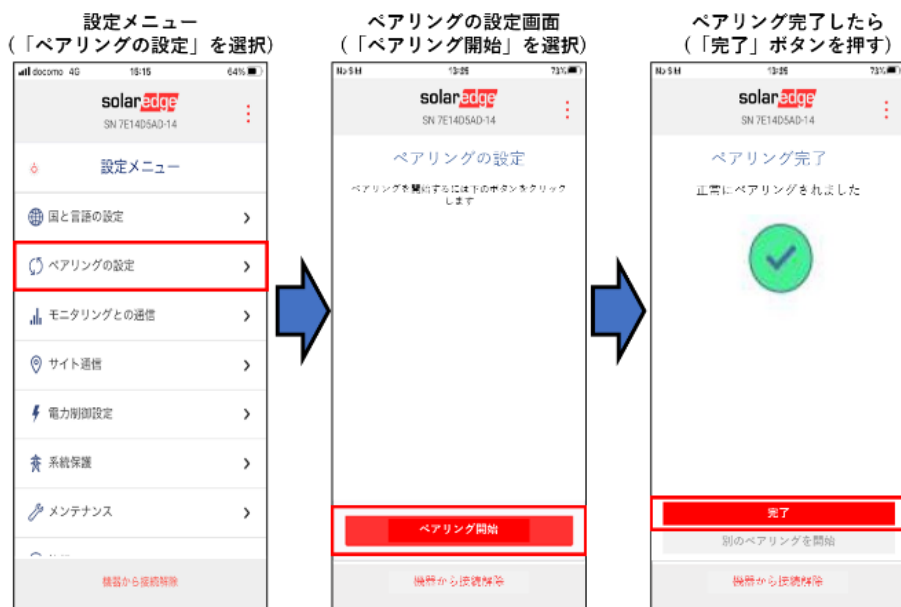 設定メニュー
(「ペアリングの設定」を選択)
ペアリングの設定画面
(「ペアリング開始」を選択)
ペアリング完了したら
(「完了」ボタンを押す)
docomo 4G 16:15 64%
solaredge
SN 7E14D5AD-14
設定メニュー
国と言語の設定
ペアリングの設定
モニタリングとの通信
サイト通信
電力制御設定
系統保護
メンテナンス
機器から接続解除
13:25 73%
solaredge
SN 7E14D5AD-14
ペアリングの設定
ペアリングを開始するには下のボタンをクリック
します
ペアリング開始
機器から接続解除
13:25 73%
solaredge
SN 7E14D5AD-14
ペアリング完了
正常にペアリングされました
完了
別のペアリングを開始
機器から接続解除